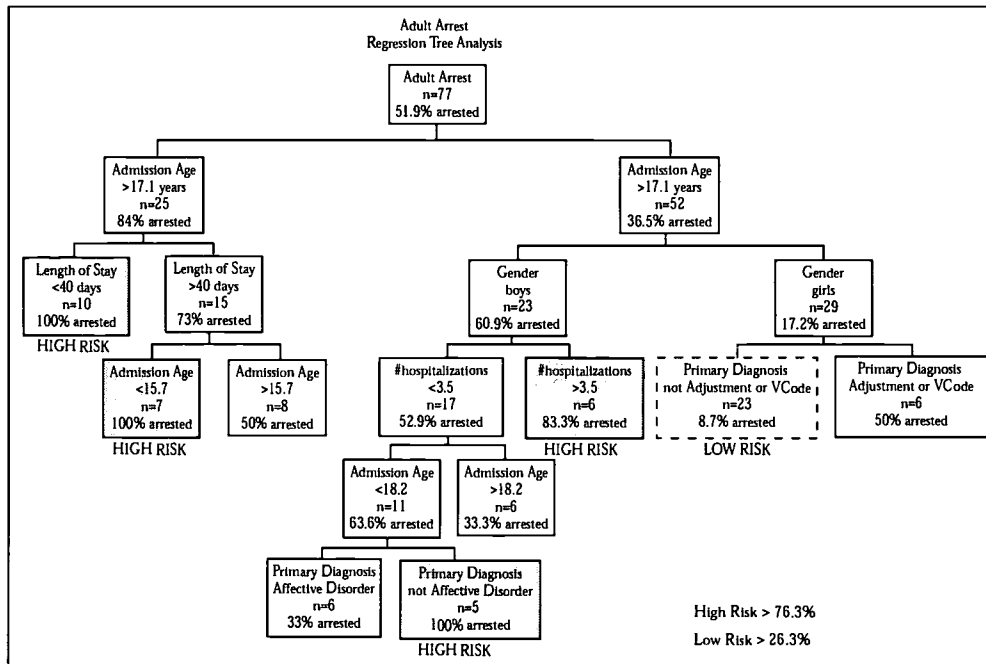 Adult Arrest
Regression Tree Analysis
Adult Arrest
n=77
51.9% arrested
Admission Age
>17.1 years
n=25
84% arrested
Admission Age
>17.1 years
n=52
36.5% arrested
Length of Stay
<40 days
n=10
100% arrested
HIGH RISK
Length of Stay
>40 days
n=15
73% arrested
Gender
boys
n=23
60.9% arrested
Gender
girls
n=29
17.2% arrested
Admission Age
<15.7
n=7
100% arrested
HIGH RISK
Admission Age
>15.7
n=8
50% arrested
#hospitalizations
<3.5
n=17
52.9% arrested
#hospitalizations
>3.5
n=6
83.3% arrested
HIGH RISK
Primary Diagnosis
not Adjustment or VCode
n=23
8.7% arrested
LOW RISK
Primary Diagnosis
Adjustment or VCode
n=6
50% arrested
Admission Age
<18.2
n=11
63.6% arrested
Admission Age
>18.2
n=6
33.3% arrested
Primary Diagnosis
Affective Disorder
n=6
33% arrested
Primary Diagnosis
not Affective Disorder
n=5
100% arrested
HIGH RISK
High Risk > 76.3%
Low Risk > 26.3%